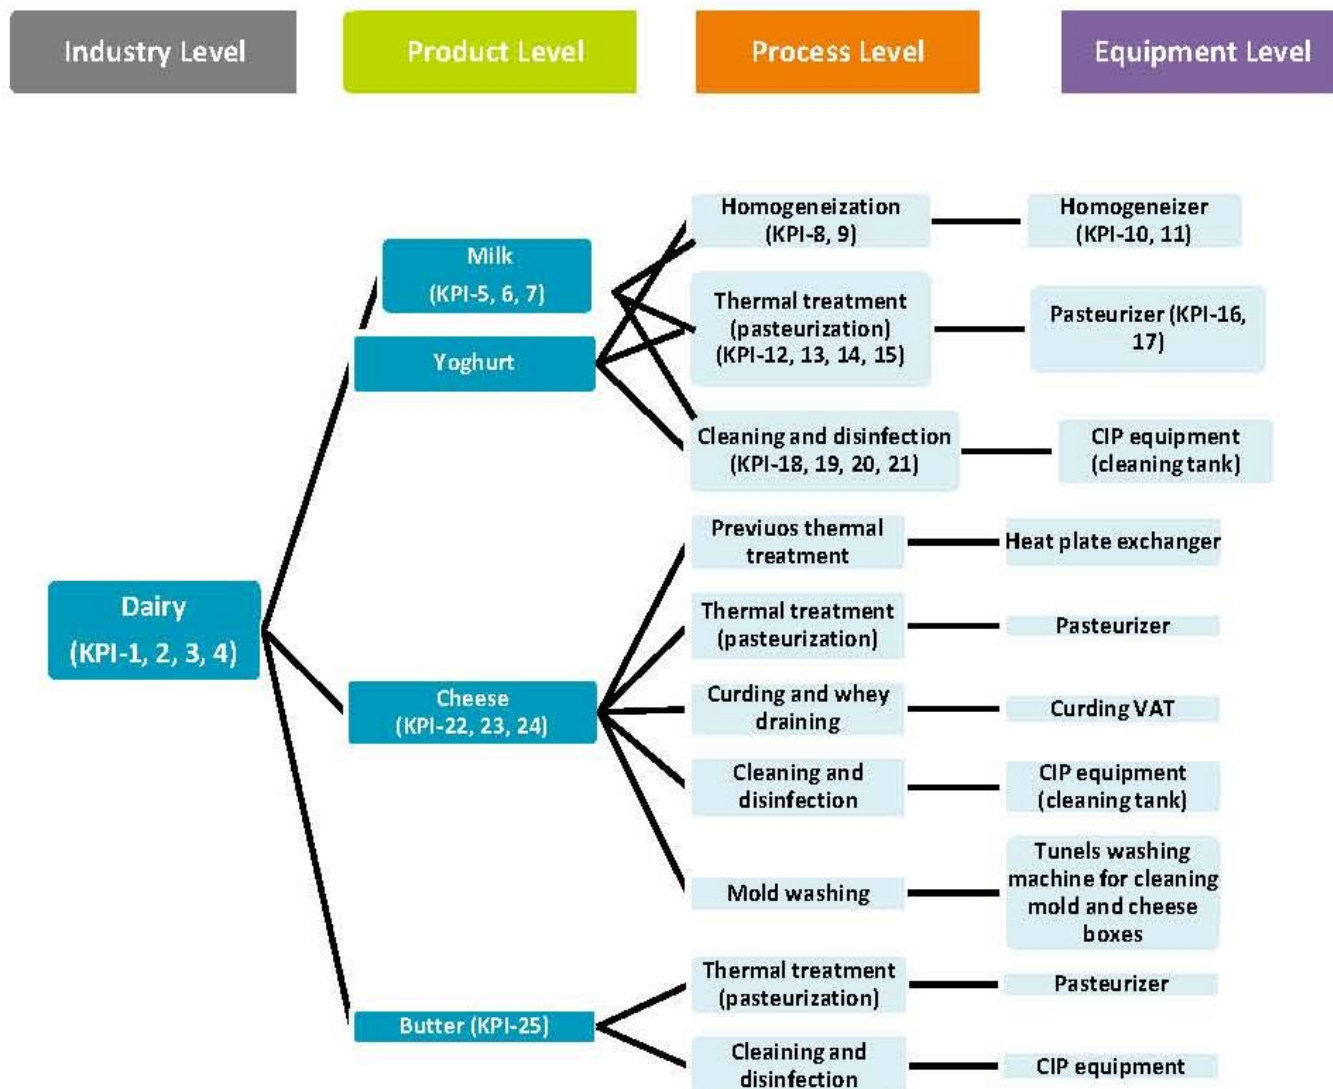 Industry Level
Product Level
Process Level
Equipment Level
Dairy
(KPI-1, 2, 3, 4)
Milk
(KPI-5, 6, 7)
Yoghurt
Homogeneization
(KPI-8, 9)
Homogeneizer
(KPI-10, 11)
Thermal treatment
(pasteurization)
(KPI-12, 13, 14, 15)
Pasteurizer (KPI-16,
17)
Cleaning and disinfection
(KPI-18, 19, 20, 21)
CIP equipment
(cleaning tank)
Cheese
(KPI-22, 23, 24)
Previuos thermal
treatment
Heat plate exchanger
Thermal treatment
(pasteurization)
Pasteurizer
Curding and whey
draining
Curding VAT
Cleaning and
disinfection
CIP equipment
(cleaning tank)
Mold washing
Tunels washing
machine for cleaning
mold and cheese
boxes
Butter (KPI-25)
Thermal treatment
(pasteurization)
Pasteurizer
Cleaining and
disinfection
CIP equipment